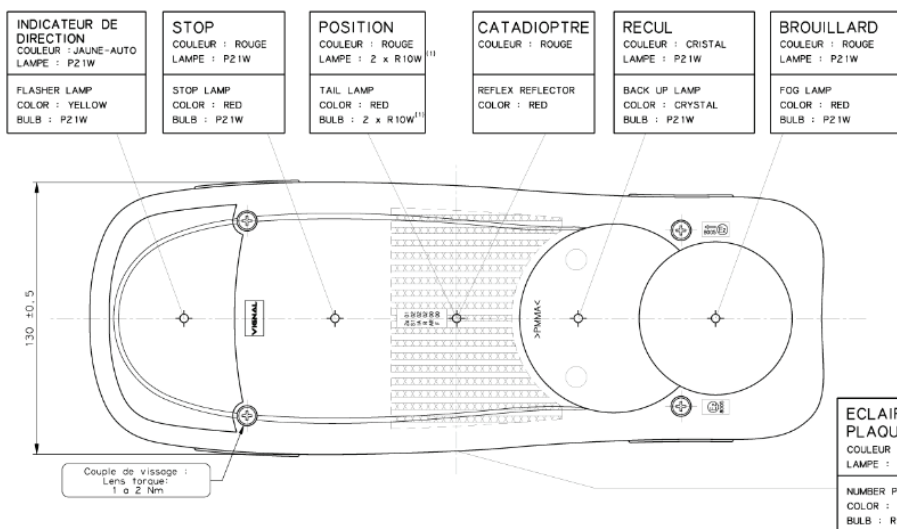 INDICATEUR DE
DIRECTION
COULEUR : JAUNE-AUTO
LAMPE : P21W
FLASHER LAMP
COLOR : YELLOW
BULB : P21W
STOP
COULEUR : ROUGE
LAMPE : P21W
STOP LAMP
COLOR : RED
BULB : P21W
POSITION
COULEUR : ROUGE
LAMPE : 2 x R10W (1)
TAIL LAMP
COLOR : RED
BULB : 2 x R10W (1)
CATADIOPTRE
COULEUR : ROUGE
REFLEX REFLECTOR
COLOR : RED
RECUL
COULEUR : CRISTAL
LAMPE : P21W
BACK UP LAMP
COLOR : CRYSTAL
BULB : P21W
BROUILLARD
COULEUR : ROUGE
LAMPE : P21W
FOG LAMP
COLOR : RED
BULB : P21W
130 ±0.5
VIGNAL
>PMMA<
Couple de vissage :
Lens torque:
1 a 2 Nm
ECLAIR
PLAQU
COULEUR
LAMPE :
NUMBER P
COLOR :
BULB : R